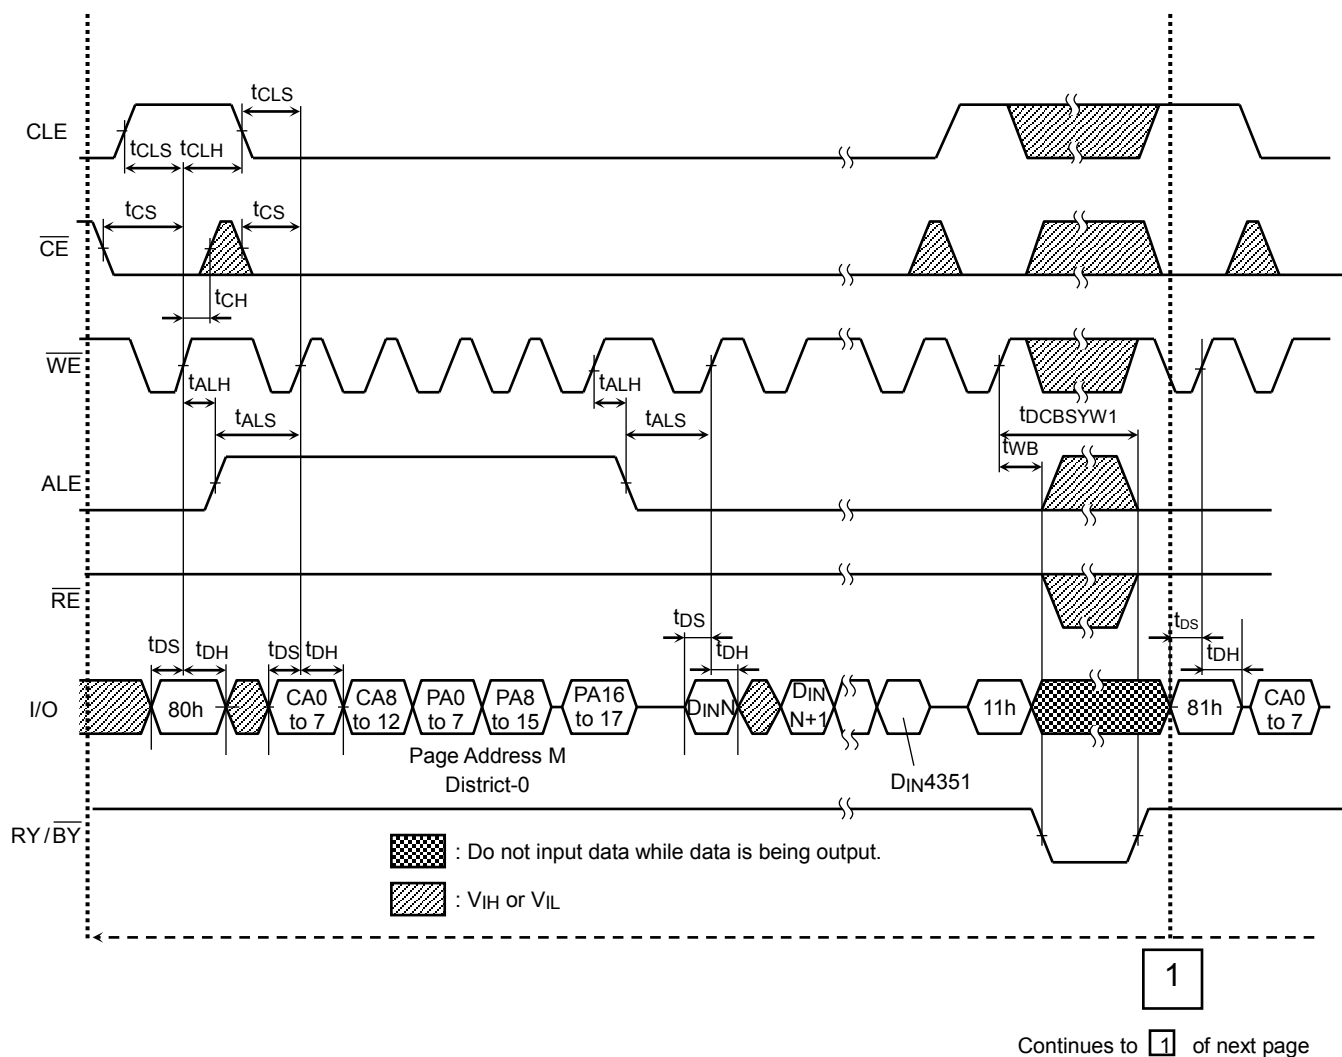 tCLS
CLE
tCLS tCLH
tCS tCS
CE
tCH
WE
tALH tALH
tALS tALS
tDCBSYW1
tWB
ALE
RE
tDS tDH tDS tDH tDS tDH tDS tDH
I/O
80h
CA0 to 7
CA8 to 12
PA0 to 7
PA8 to 15
PA16 to 17
DINN
DIN N+1
11h
81h
CA0 to 7
Page Address M
District-0
DIN4351
RY/BY
: Do not input data while data is being output.
: VIH or VIL
1
Continues to 1 of next page